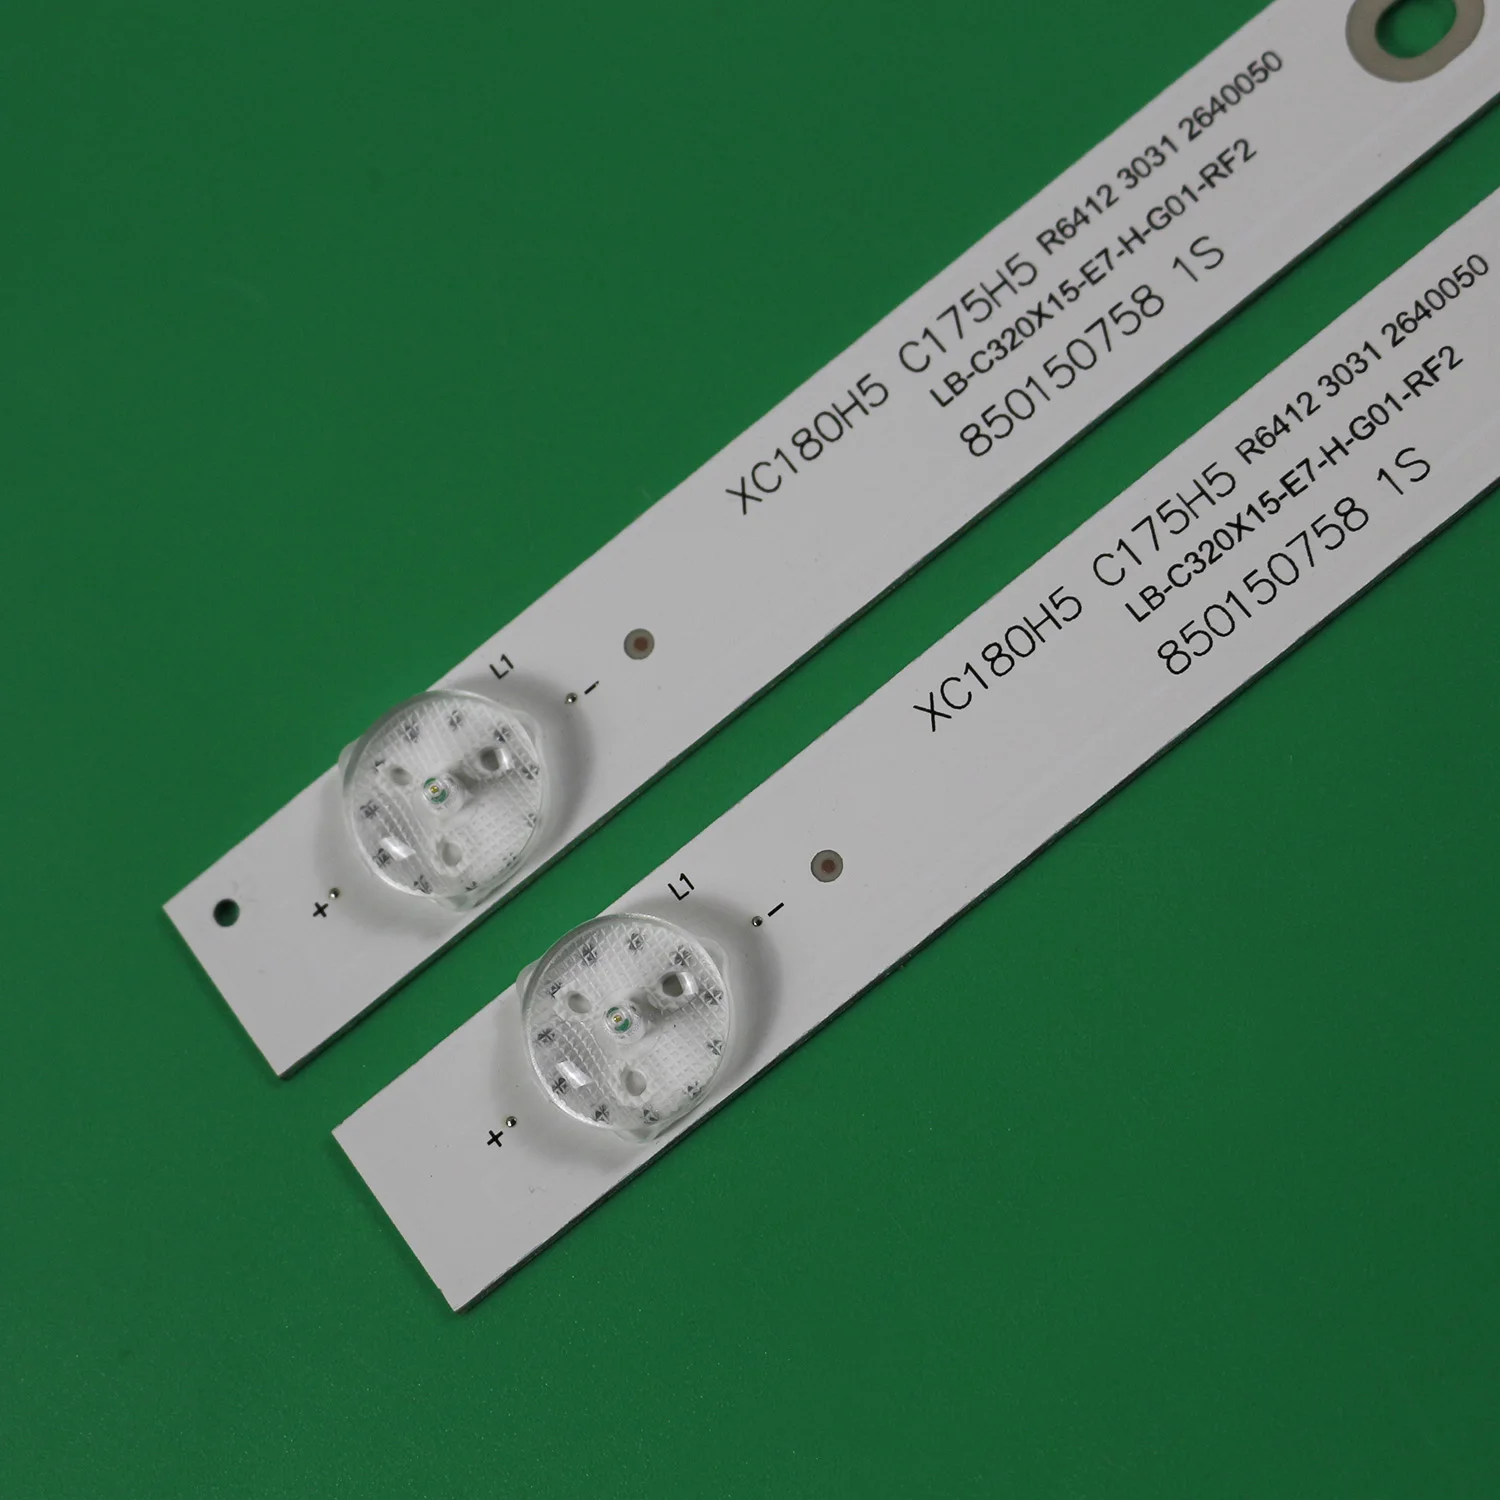 XC180H5 C175H5 R6412 3031 2640050
LB-C320X15-E7-H-G01-RF2
850150758 1S
L1
-
+
XC180H5 C175H5 R6412 3031 2640050
LB-C320X15-E7-H-G01-RF2
850150758 1S
L1
-
+